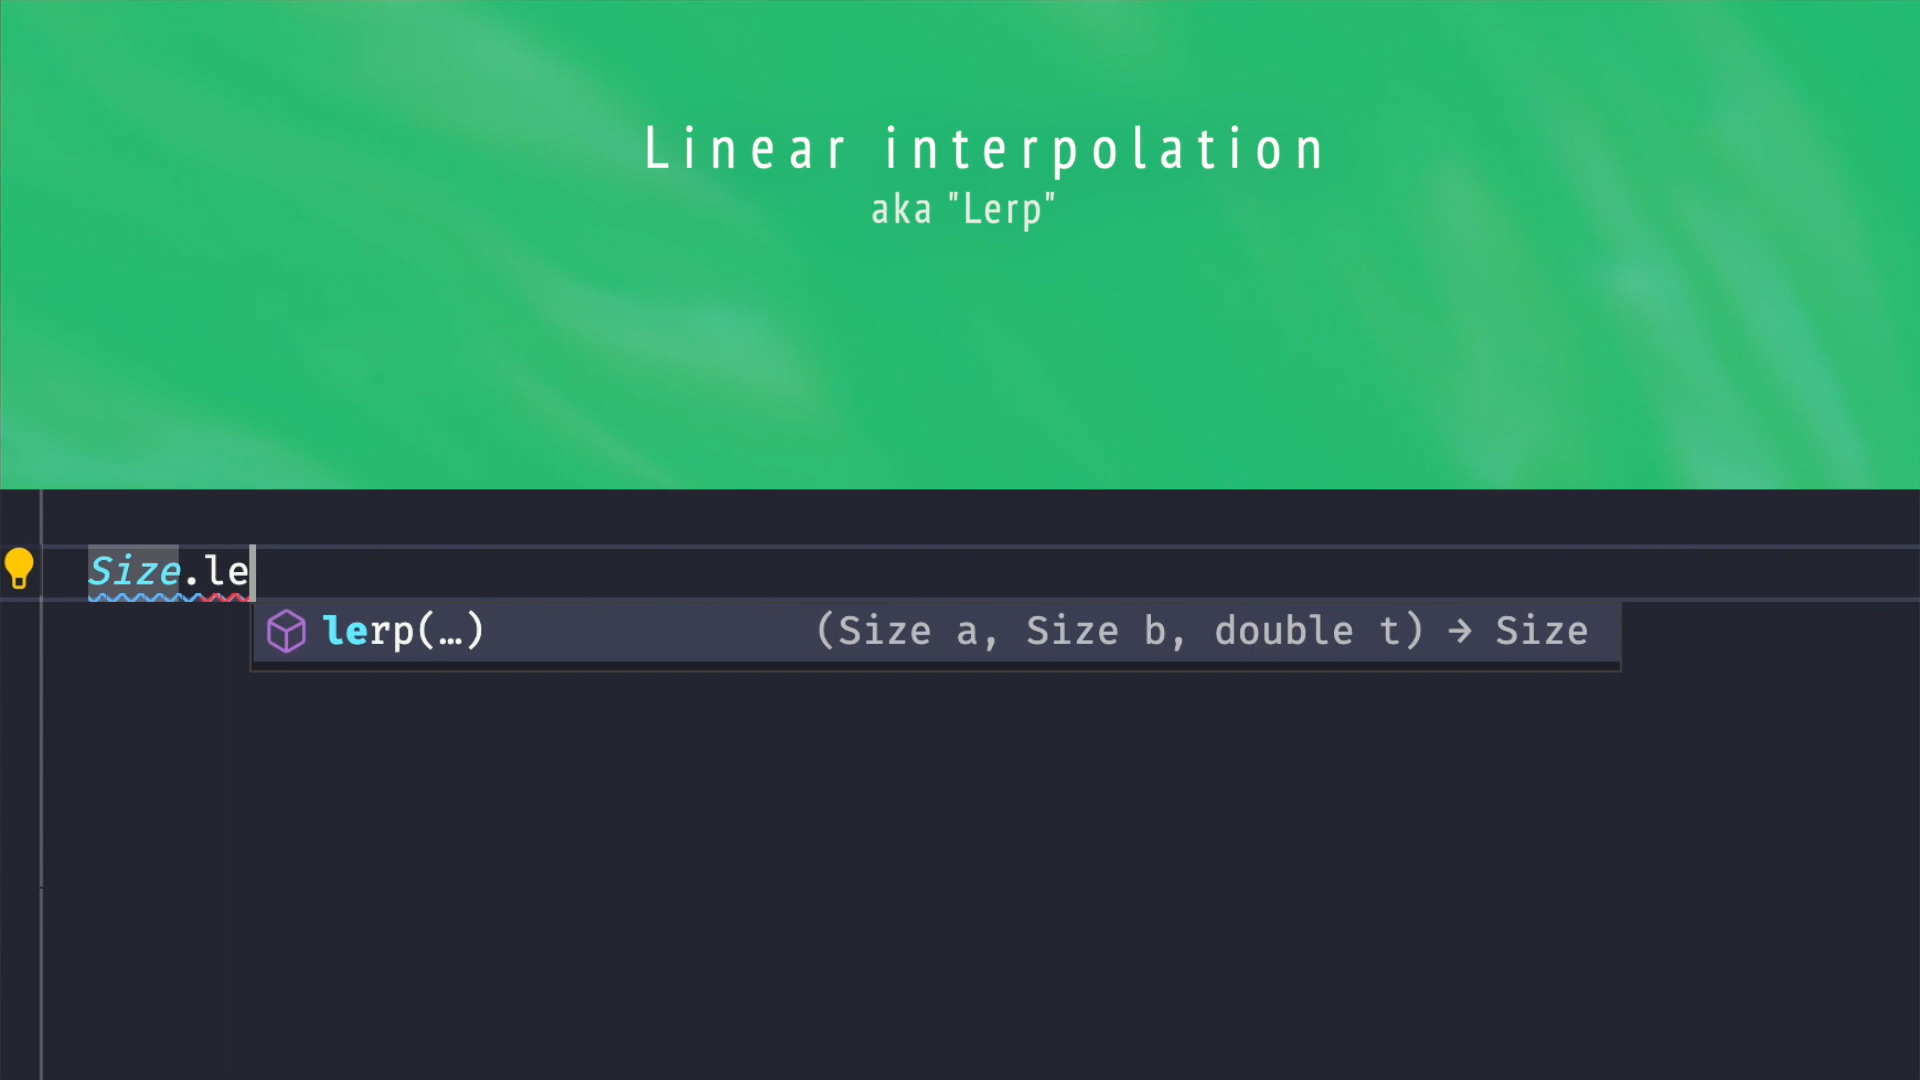 Linear interpolation
aka "Lerp"
Size.le
lerp(…) (Size a, Size b, double t) → Size